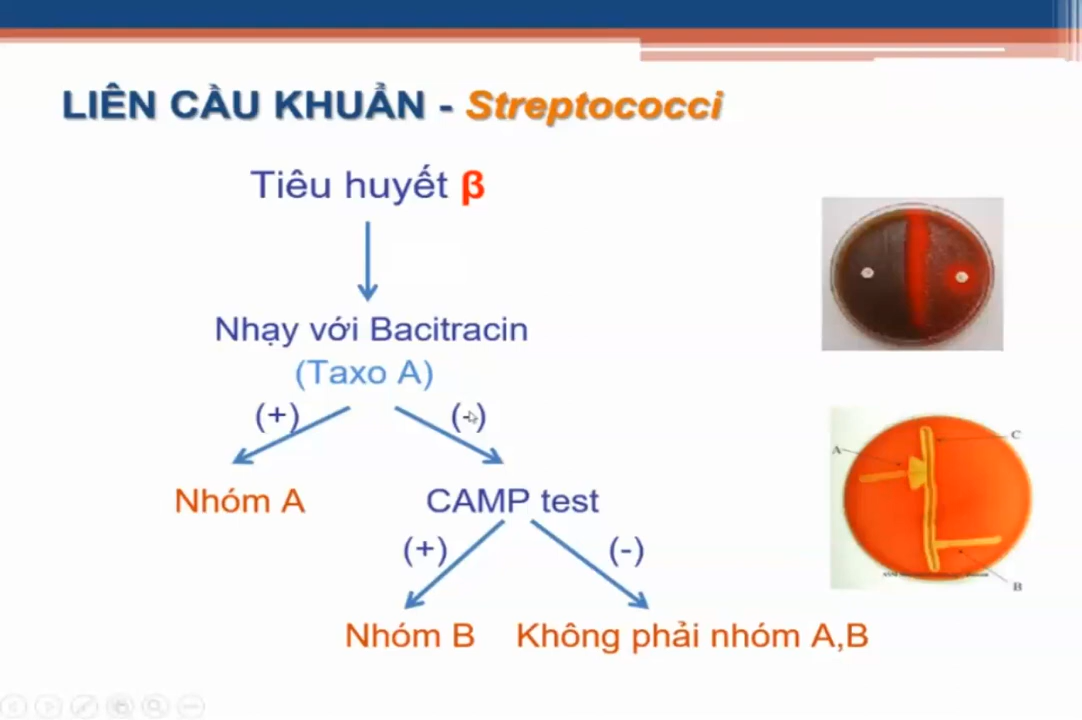 LIÊN CẦU KHUẨN - Streptococci
Tiêu huyết β
Nhạy với Bacitracin
(Taxo A)
(+) (-)
Nhóm A CAMP test
(+) (-)
Nhóm B Không phải nhóm A,B
C
A
B